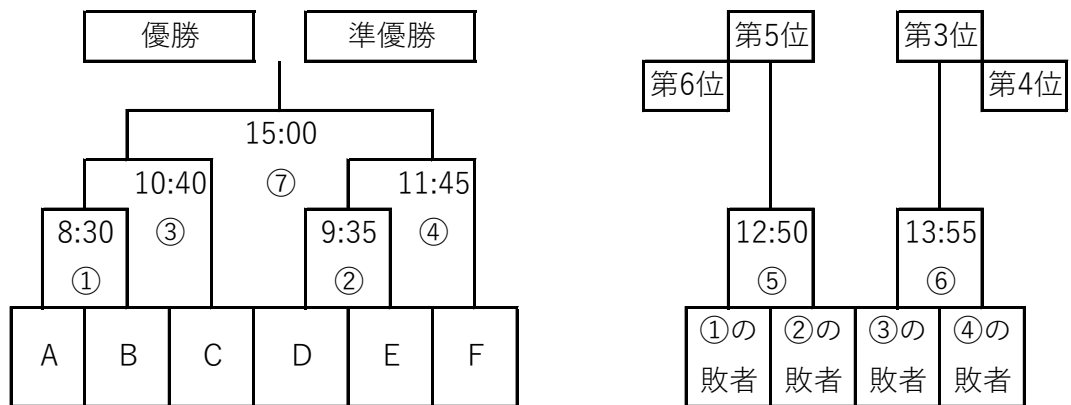 優勝 準優勝 第5位 第3位
第6位 第4位
15:00
10:40 ⑦ 11:45
8:30 ③ 9:35 ④ 12:50 13:55
① ② ⑤ ⑥
A B C D E F
①の ②の ③の ④の
敗者 敗者 敗者 敗者